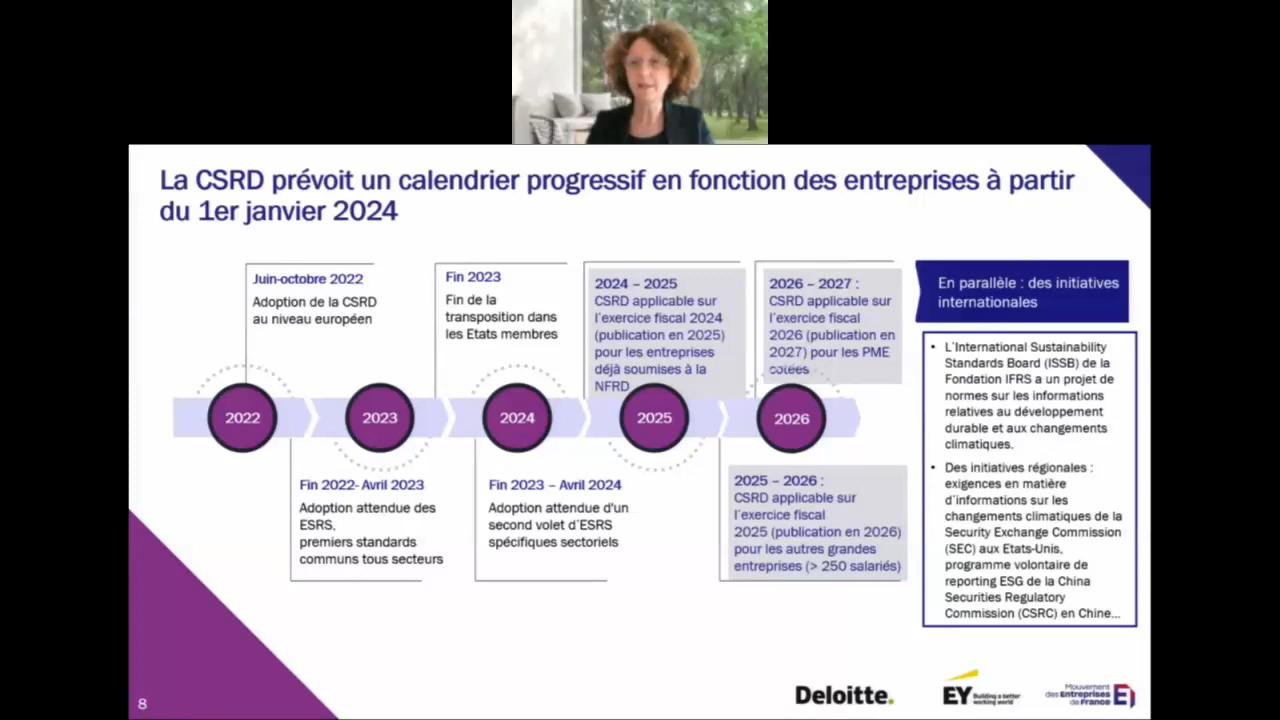 La CSRD prévoit un calendrier progressif en fonction des entreprises à partir
du 1er janvier 2024
Juin-octobre 2022
Adoption de la CSRD
au niveau européen
Fin 2023
Fin de la
transposition dans
les Etats membres
2024 – 2025
CSRD applicable sur
l'exercice fiscal 2024
(publication en 2025)
pour les entreprises
déjà soumises à la
NFRD
2026 – 2027 :
CSRD applicable sur
l'exercice fiscal
2026 (publication en
2027) pour les PME
cotées
2022
2023
2024
2025
2026
Fin 2022- Avril 2023
Adoption attendue des
ESRS,
premiers standards
communs tous secteurs
Fin 2023 – Avril 2024
Adoption attendue d'un
second volet d'ESRS
spécifiques sectoriels
2025 – 2026 :
CSRD applicable sur
l'exercice fiscal
2025 (publication en 2026)
pour les autres grandes
entreprises (> 250 salariés)
En parallèle : des initiatives
internationales
• L'International Sustainability
Standards Board (ISSB) de la
Fondation IFRS a un projet de
normes sur les informations
relatives au développement
durable et aux changements
climatiques.
• Des initiatives régionales :
exigences en matière
d'informations sur les
changements climatiques de la
Security Exchange Commission
(SEC) aux Etats-Unis,
programme volontaire de
reporting ESG de la China
Securities Regulatory
Commission (CSRC) en Chine...
8
Deloitte.
EY
Building a better
working world
Mouvement
des Entreprises
de France